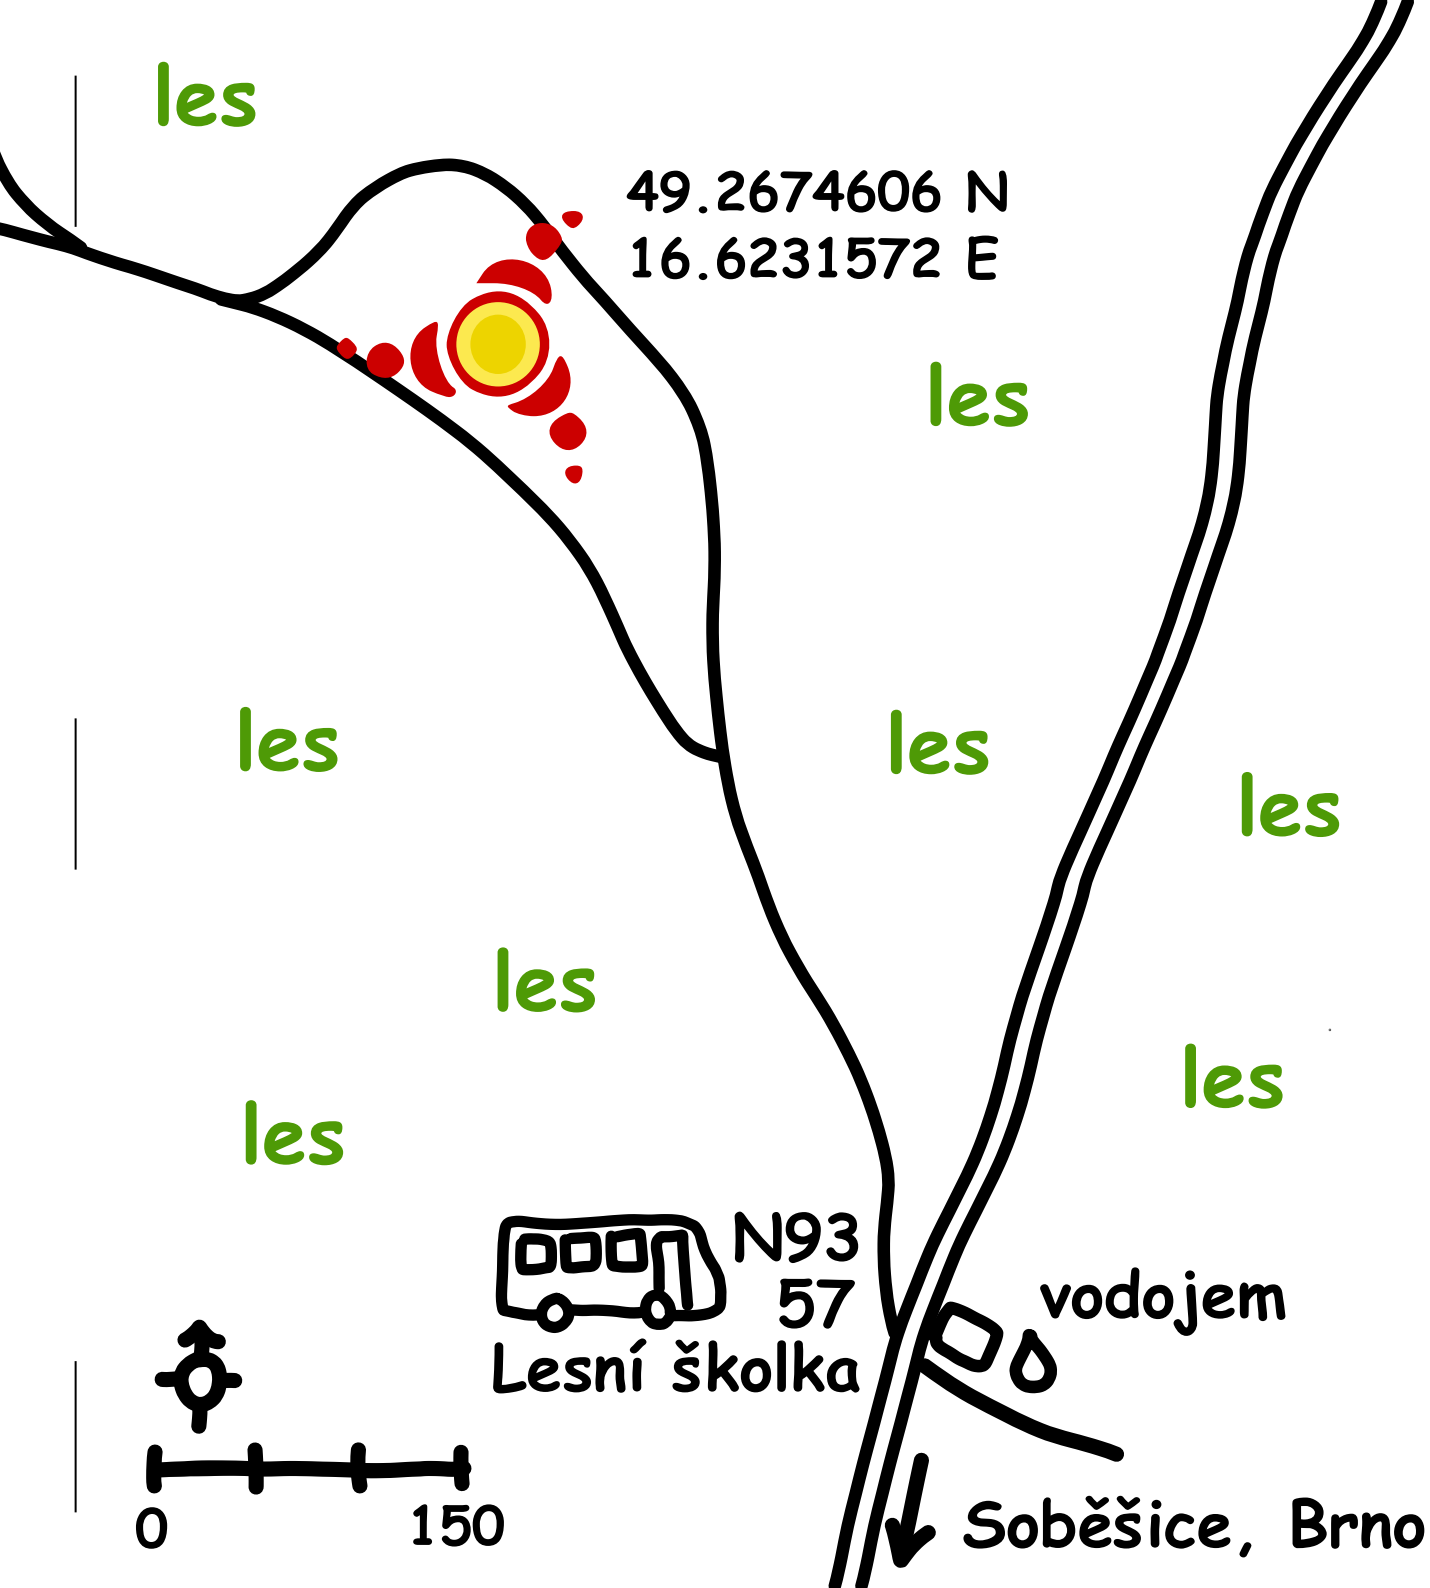 les
49.2674606 N
16.6231572 E
les
les
les
les
les
les
les
N93
57
Lesní školka
vodojem
0
150
Soběšice, Brno